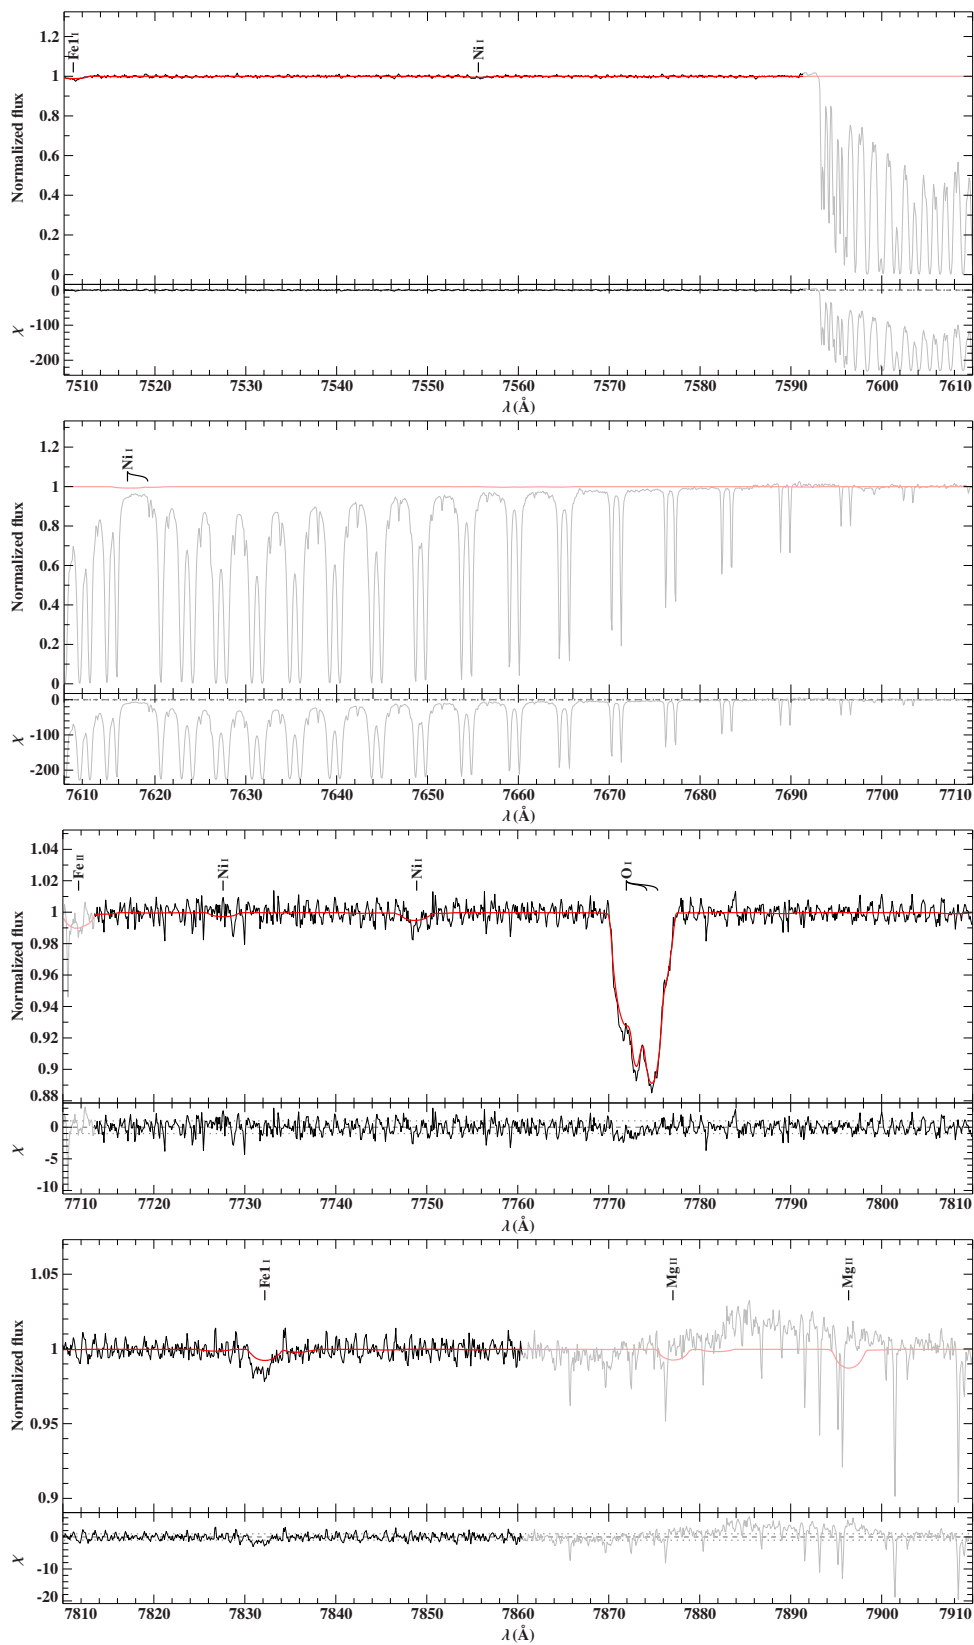 Fe1 I
Ni I
1.2
1
0.8
0.6
0.4
0.2
0
Normalized flux
0
-100
-200
χ
7510 7520 7530 7540 7550 7560 7570 7580 7590 7600 7610
λ (Å)
Ni I
1.2
1
0.8
0.6
0.4
0.2
0
Normalized flux
0
-100
-200
χ
7610 7620 7630 7640 7650 7660 7670 7680 7690 7700 7710
λ (Å)
Fe II
Ni I
Ni I
O I
1.04
1.02
1
0.98
0.96
0.94
0.92
0.9
0.88
Normalized flux
0
-5
-10
χ
7710 7720 7730 7740 7750 7760 7770 7780 7790 7800 7810
λ (Å)
Fe1 I
Mg II
Mg II
1.05
1
0.95
0.9
Normalized flux
0
-10
-20
χ
7810 7820 7830 7840 7850 7860 7870 7880 7890 7900 7910
λ (Å)